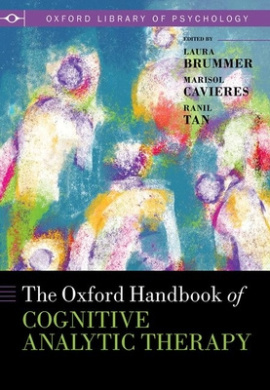 OXFORD LIBRARY OF PSYCHOLOGY
EDITED BY
LAURA
BRUMMER
MARISOL
CAVIERES
RANIL
TAN
The Oxford Handbook of
COGNITIVE
ANALYTIC THERAPY